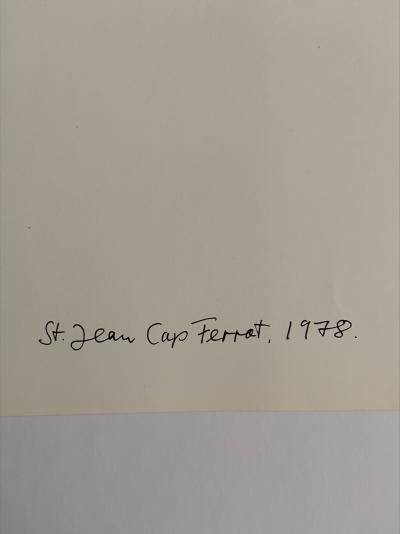 St. Jean Cap Ferrat, 1978.